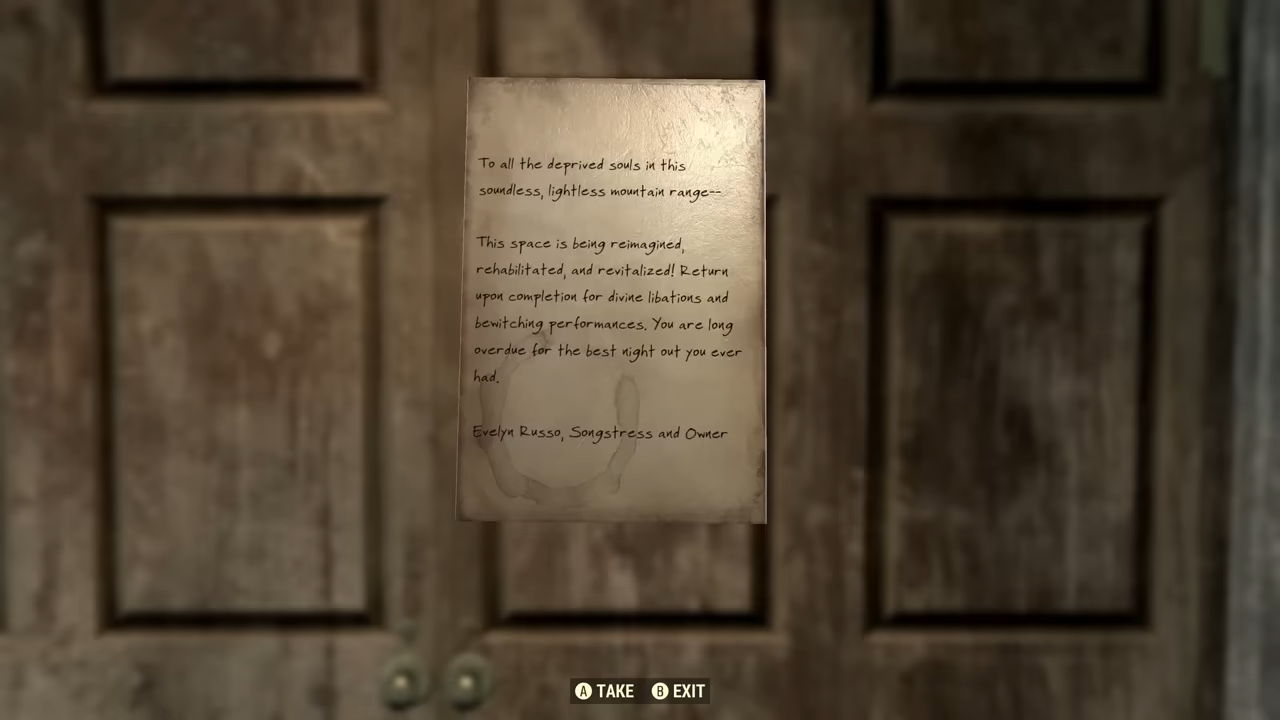 To all the deprived souls in this
soundless, lightless mountain range--
This space is being reimagined,
rehabilitated, and revitalized! Return
upon completion for divine libations and
bewitching performances. You are long
overdue for the best night out you ever
had.
Evelyn Russo, Songstress and Owner
A TAKE B EXIT